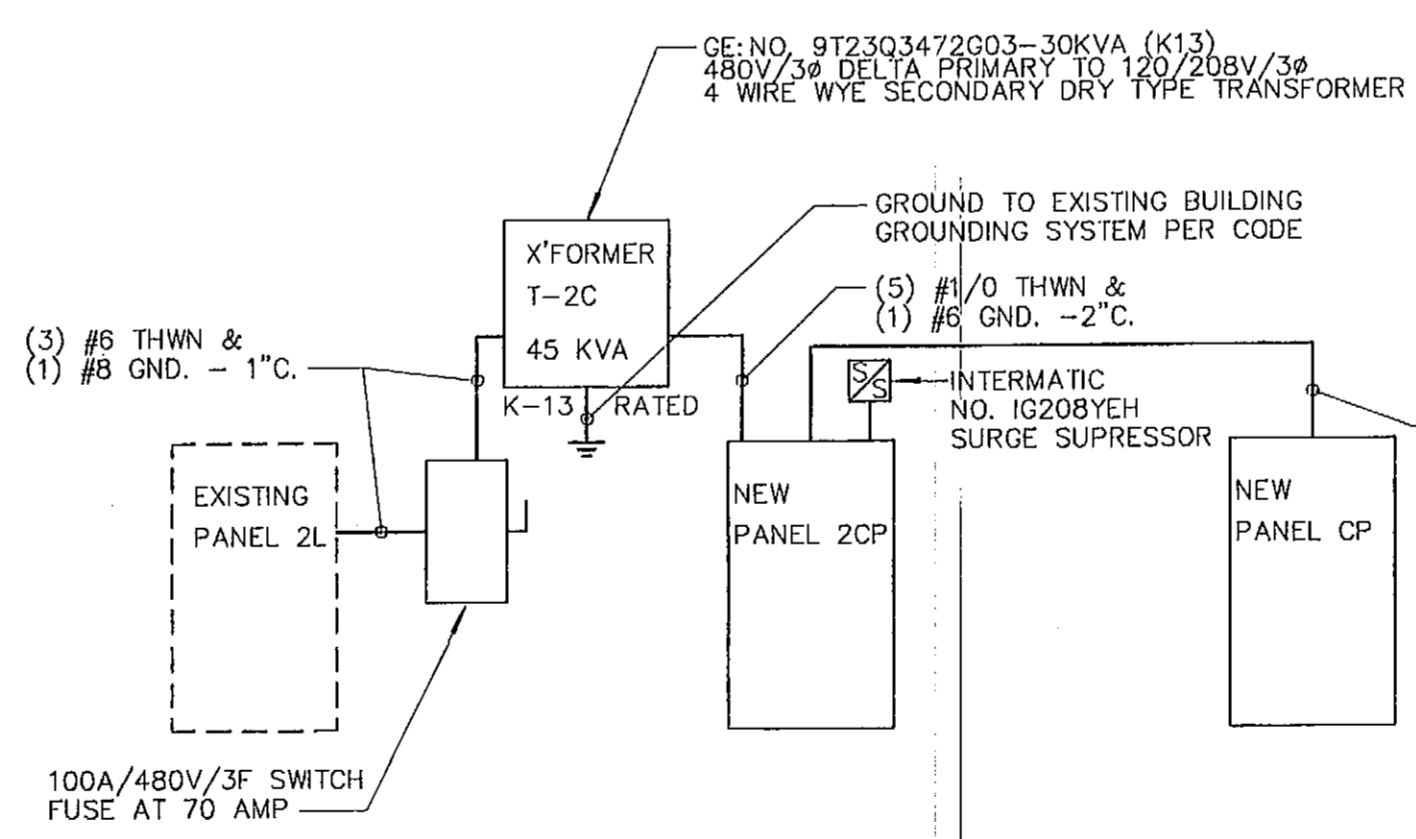 GE: NO. 9T23Q3472G03-30KVA (K13)
480V/3ø DELTA PRIMARY TO 120/208V/3ø
4 WIRE WYE SECONDARY DRY TYPE TRANSFORMER
GROUND TO EXISTING BUILDING
GROUNDING SYSTEM PER CODE
X'FORMER
T-2C
45 KVA
K-13 RATED
(5) #1/0 THWN &
(1) #6 GND. -2"C.
(3) #6 THWN &
(1) #8 GND. - 1"C.
S/S
INTERMATIC
NO. IG208YEH
SURGE SUPRESSOR
EXISTING
PANEL 2L
NEW
PANEL 2CP
NEW
PANEL CP
100A/480V/3F SWITCH
FUSE AT 70 AMP